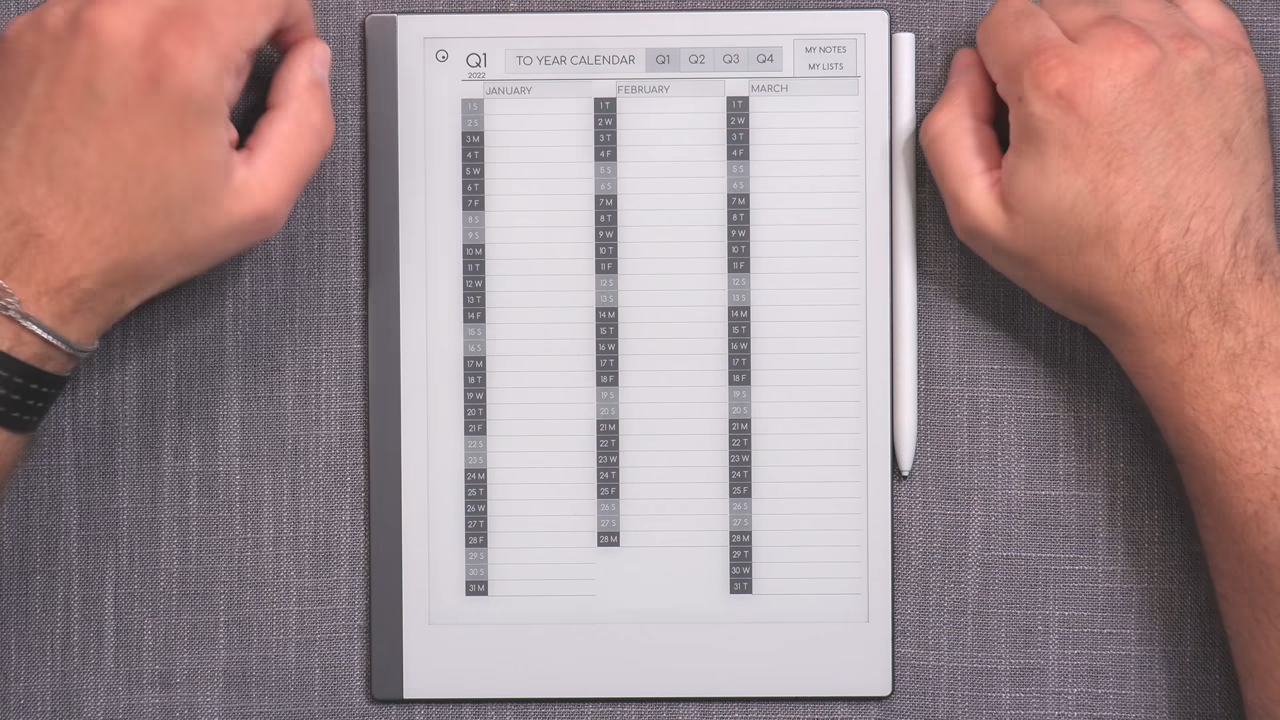 Q1 TO YEAR CALENDAR Q1 Q2 Q3 Q4 MY NOTES
2022 MY LISTS
JANUARY FEBRUARY MARCH
1 S 1 T 1 T
2 S 2 W 2 W
3 M 3 T 3 T
4 T 4 F 4 F
5 W 5 S 5 S
6 T 6 S 6 S
7 F 7 M 7 M
8 S 8 T 8 T
9 S 9 W 9 W
10 M 10 T 10 T
11 T 11 F 11 F
12 W 12 S 12 S
13 T 13 S 13 S
14 F 14 M 14 M
15 S 15 T 15 T
16 S 16 W 16 W
17 M 17 T 17 T
18 T 18 F 18 F
19 W 19 S 19 S
20 T 20 S 20 S
21 F 21 M 21 M
22 S 22 T 22 T
23 S 23 W 23 W
24 M 24 T 24 T
25 T 25 F 25 F
26 W 26 S 26 S
27 T 27 S 27 S
28 F 28 M 28 M
29 S 29 T
30 S 30 W
31 M 31 T